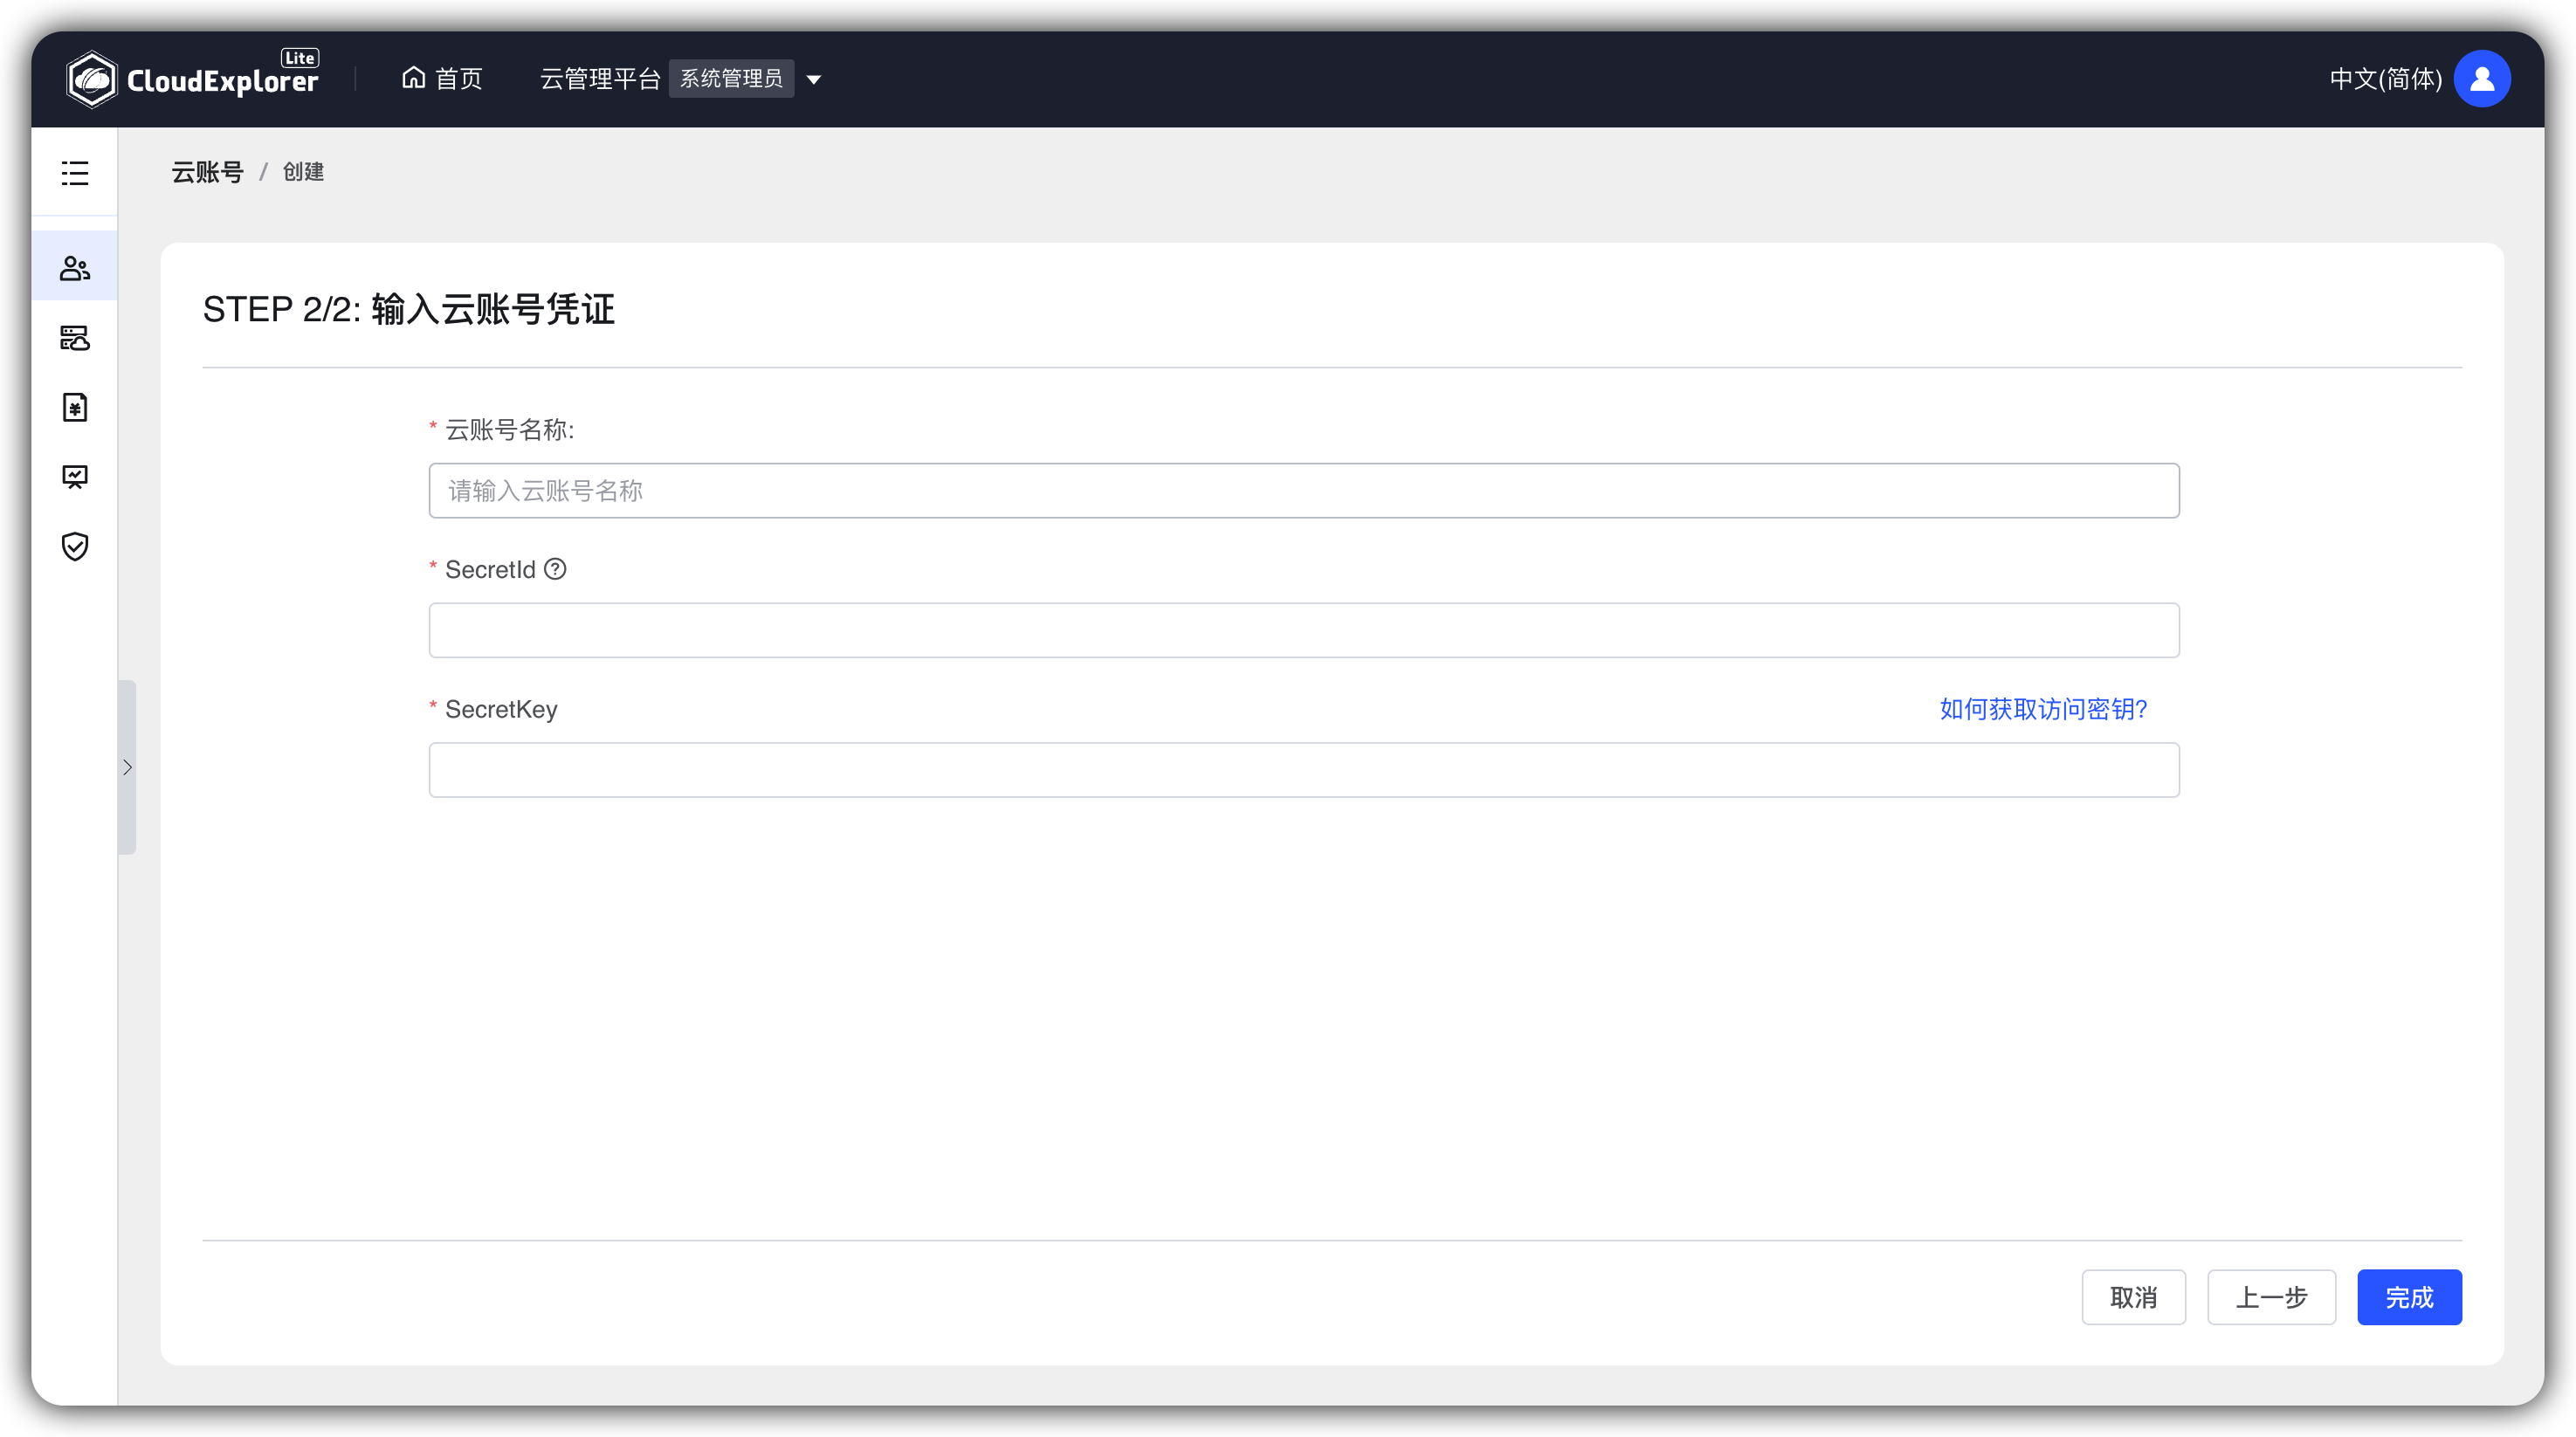 CloudExplorer Lite
首页
云管理平台 系统管理员
中文(简体)
云账号 / 创建
STEP 2/2: 输入云账号凭证
* 云账号名称:
请输入云账号名称
* SecretId
* SecretKey
如何获取访问密钥?
取消
上一步
完成